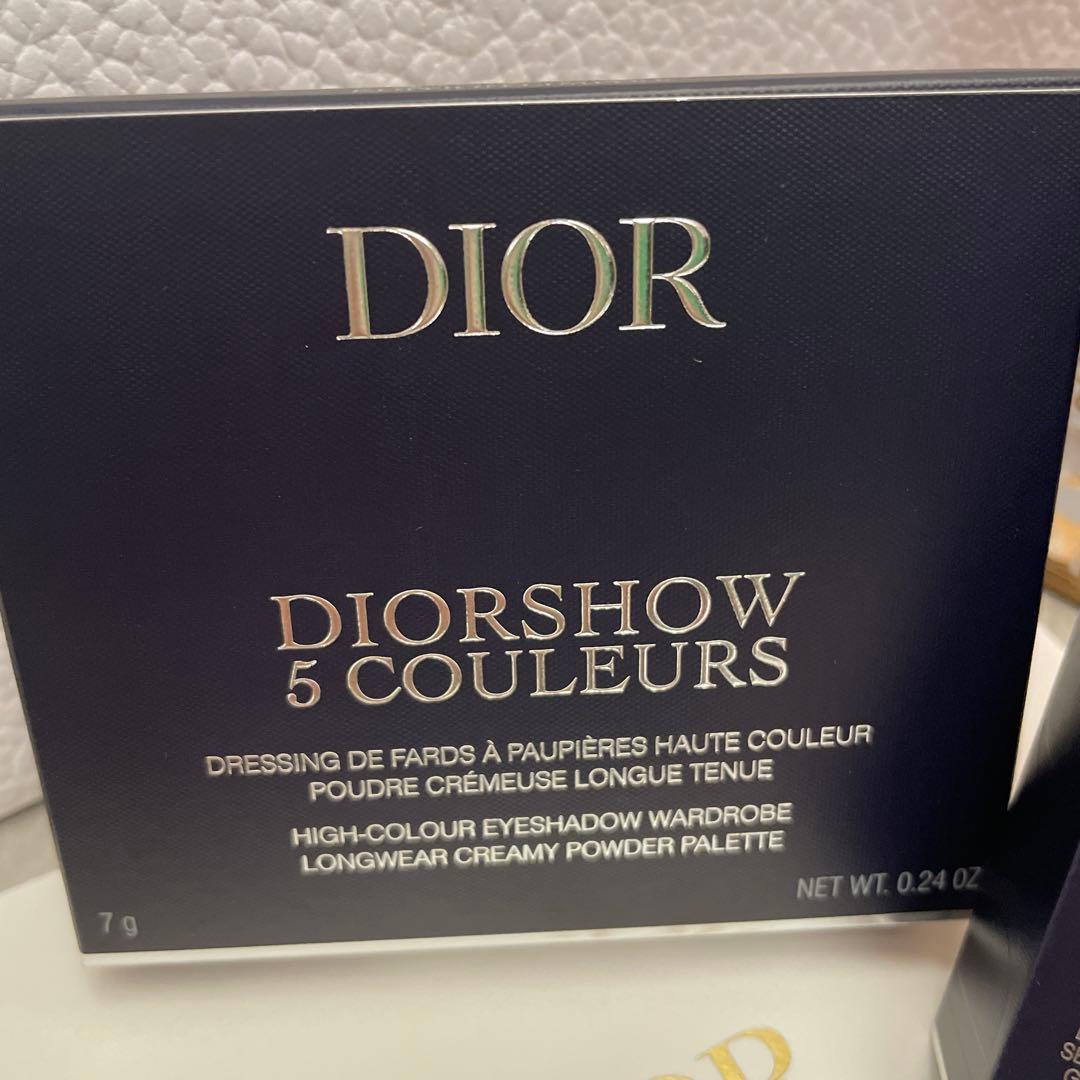 DIOR
DIORSHOW
5 COULEURS
DRESSING DE FARDS À PAUPIÈRES HAUTE COULEUR
POUDRE CRÉMEUSE LONGUE TENUE
HIGH-COLOUR EYESHADOW WARDROBE
LONGWEAR CREAMY POWDER PALETTE
7 g
NET WT. 0.24 OZ